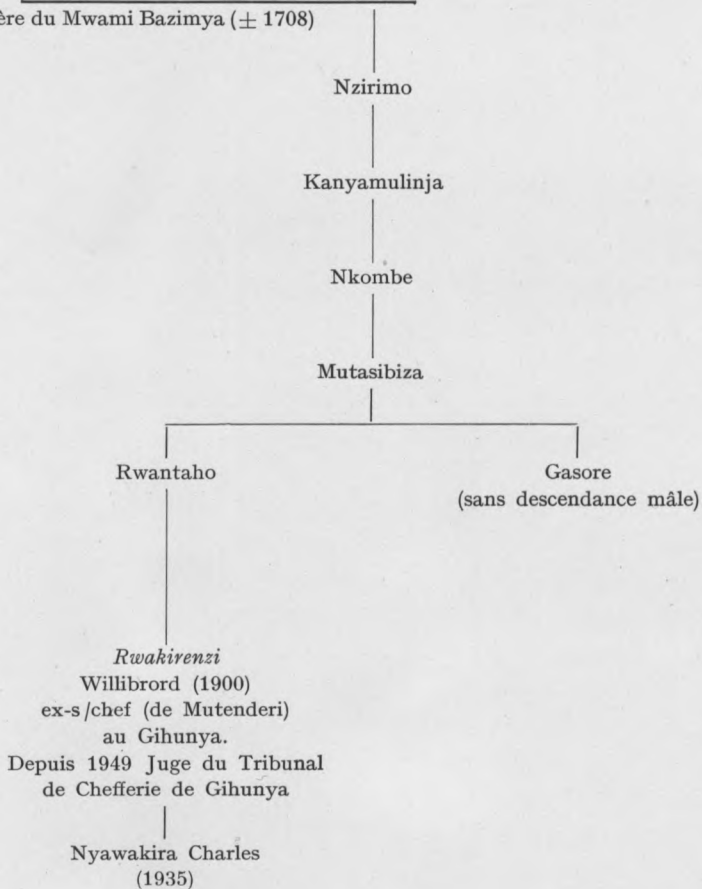 du Mwami Bazimya (± 1708)
Nzirimo
Kanyamulinja
Nkombe
Mutasibiza
Rwantaho
Gasore
(sans descendance mâle)
Rwakirenzi
Willibrord (1900)
ex-s/chef (de Mutenderi)
au Gihunya.
Depuis 1949 Juge du Tribunal
de Chefferie de Gihunya
Nyawakira Charles
(1935)